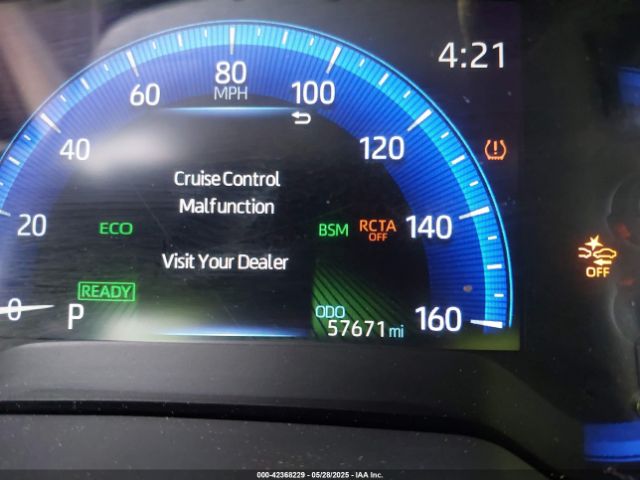 4:21
80
MPH
60
100
40
120
Cruise Control
Malfunction
20
ECO
BSM
RCTA
OFF
140
Visit Your Dealer
OFF
READY
0
P
ODO
57671 mi
160
000-42368229 - 05/28/2025 - IAA Inc.